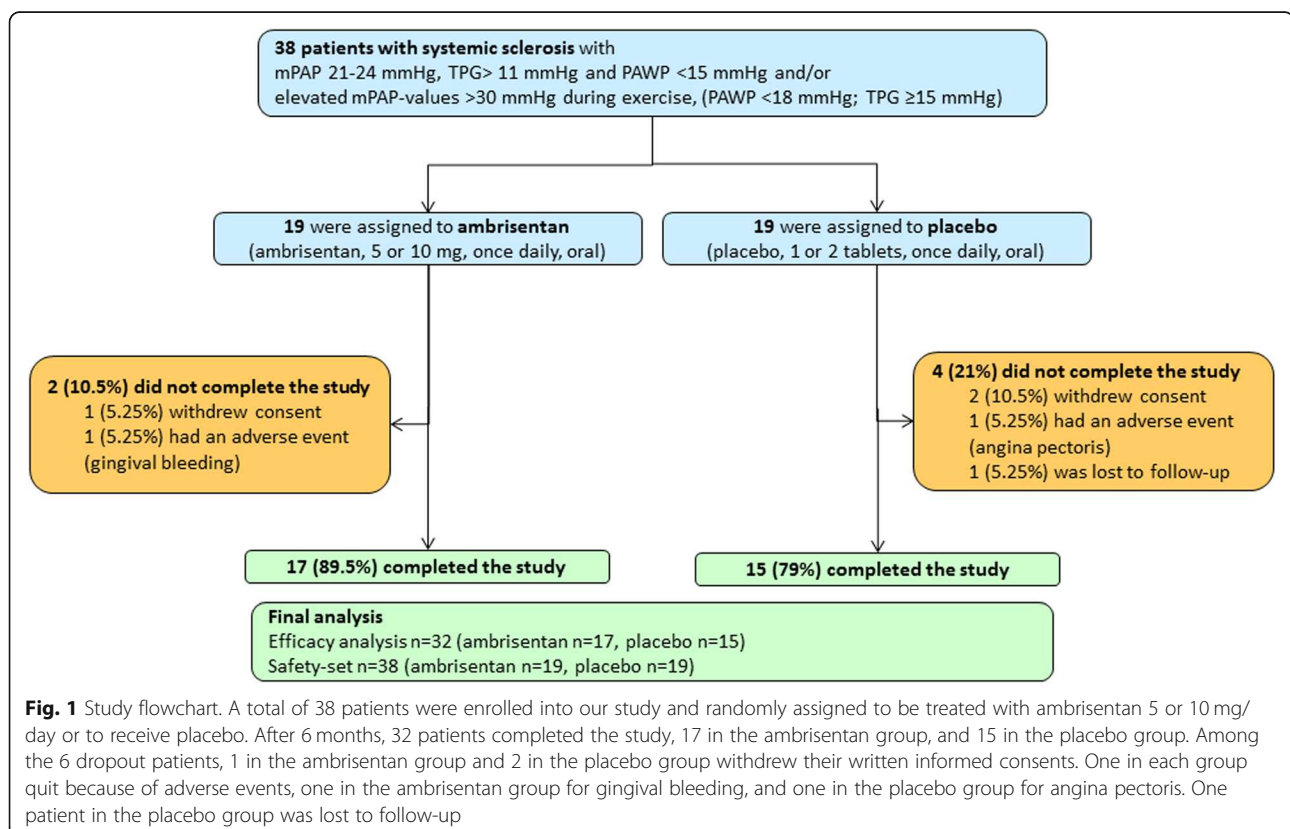 38 patients with systemic sclerosis with
mPAP 21-24 mmHg, TPG> 11 mmHg and PAWP <15 mmHg and/or
elevated mPAP-values >30 mmHg during exercise, (PAWP <18 mmHg; TPG ≥15 mmHg)
19 were assigned to ambrisentan
(ambrisentan, 5 or 10 mg, once daily, oral)
19 were assigned to placebo
(placebo, 1 or 2 tablets, once daily, oral)
2 (10.5%) did not complete the study
1 (5.25%) withdrew consent
1 (5.25%) had an adverse event
(gingival bleeding)
4 (21%) did not complete the study
2 (10.5%) withdrew consent
1 (5.25%) had an adverse event
(angina pectoris)
1 (5.25%) was lost to follow-up
17 (89.5%) completed the study
15 (79%) completed the study
Final analysis
Efficacy analysis n=32 (ambrisentan n=17, placebo n=15)
Safety-set n=38 (ambrisentan n=19, placebo n=19)
Fig. 1 Study flowchart. A total of 38 patients were enrolled into our study and randomly assigned to be treated with ambrisentan 5 or 10 mg/
day or to receive placebo. After 6 months, 32 patients completed the study, 17 in the ambrisentan group, and 15 in the placebo group. Among
the 6 dropout patients, 1 in the ambrisentan group and 2 in the placebo group withdrew their written informed consents. One in each group
quit because of adverse events, one in the ambrisentan group for gingival bleeding, and one in the placebo group for angina pectoris. One
patient in the placebo group was lost to follow-up